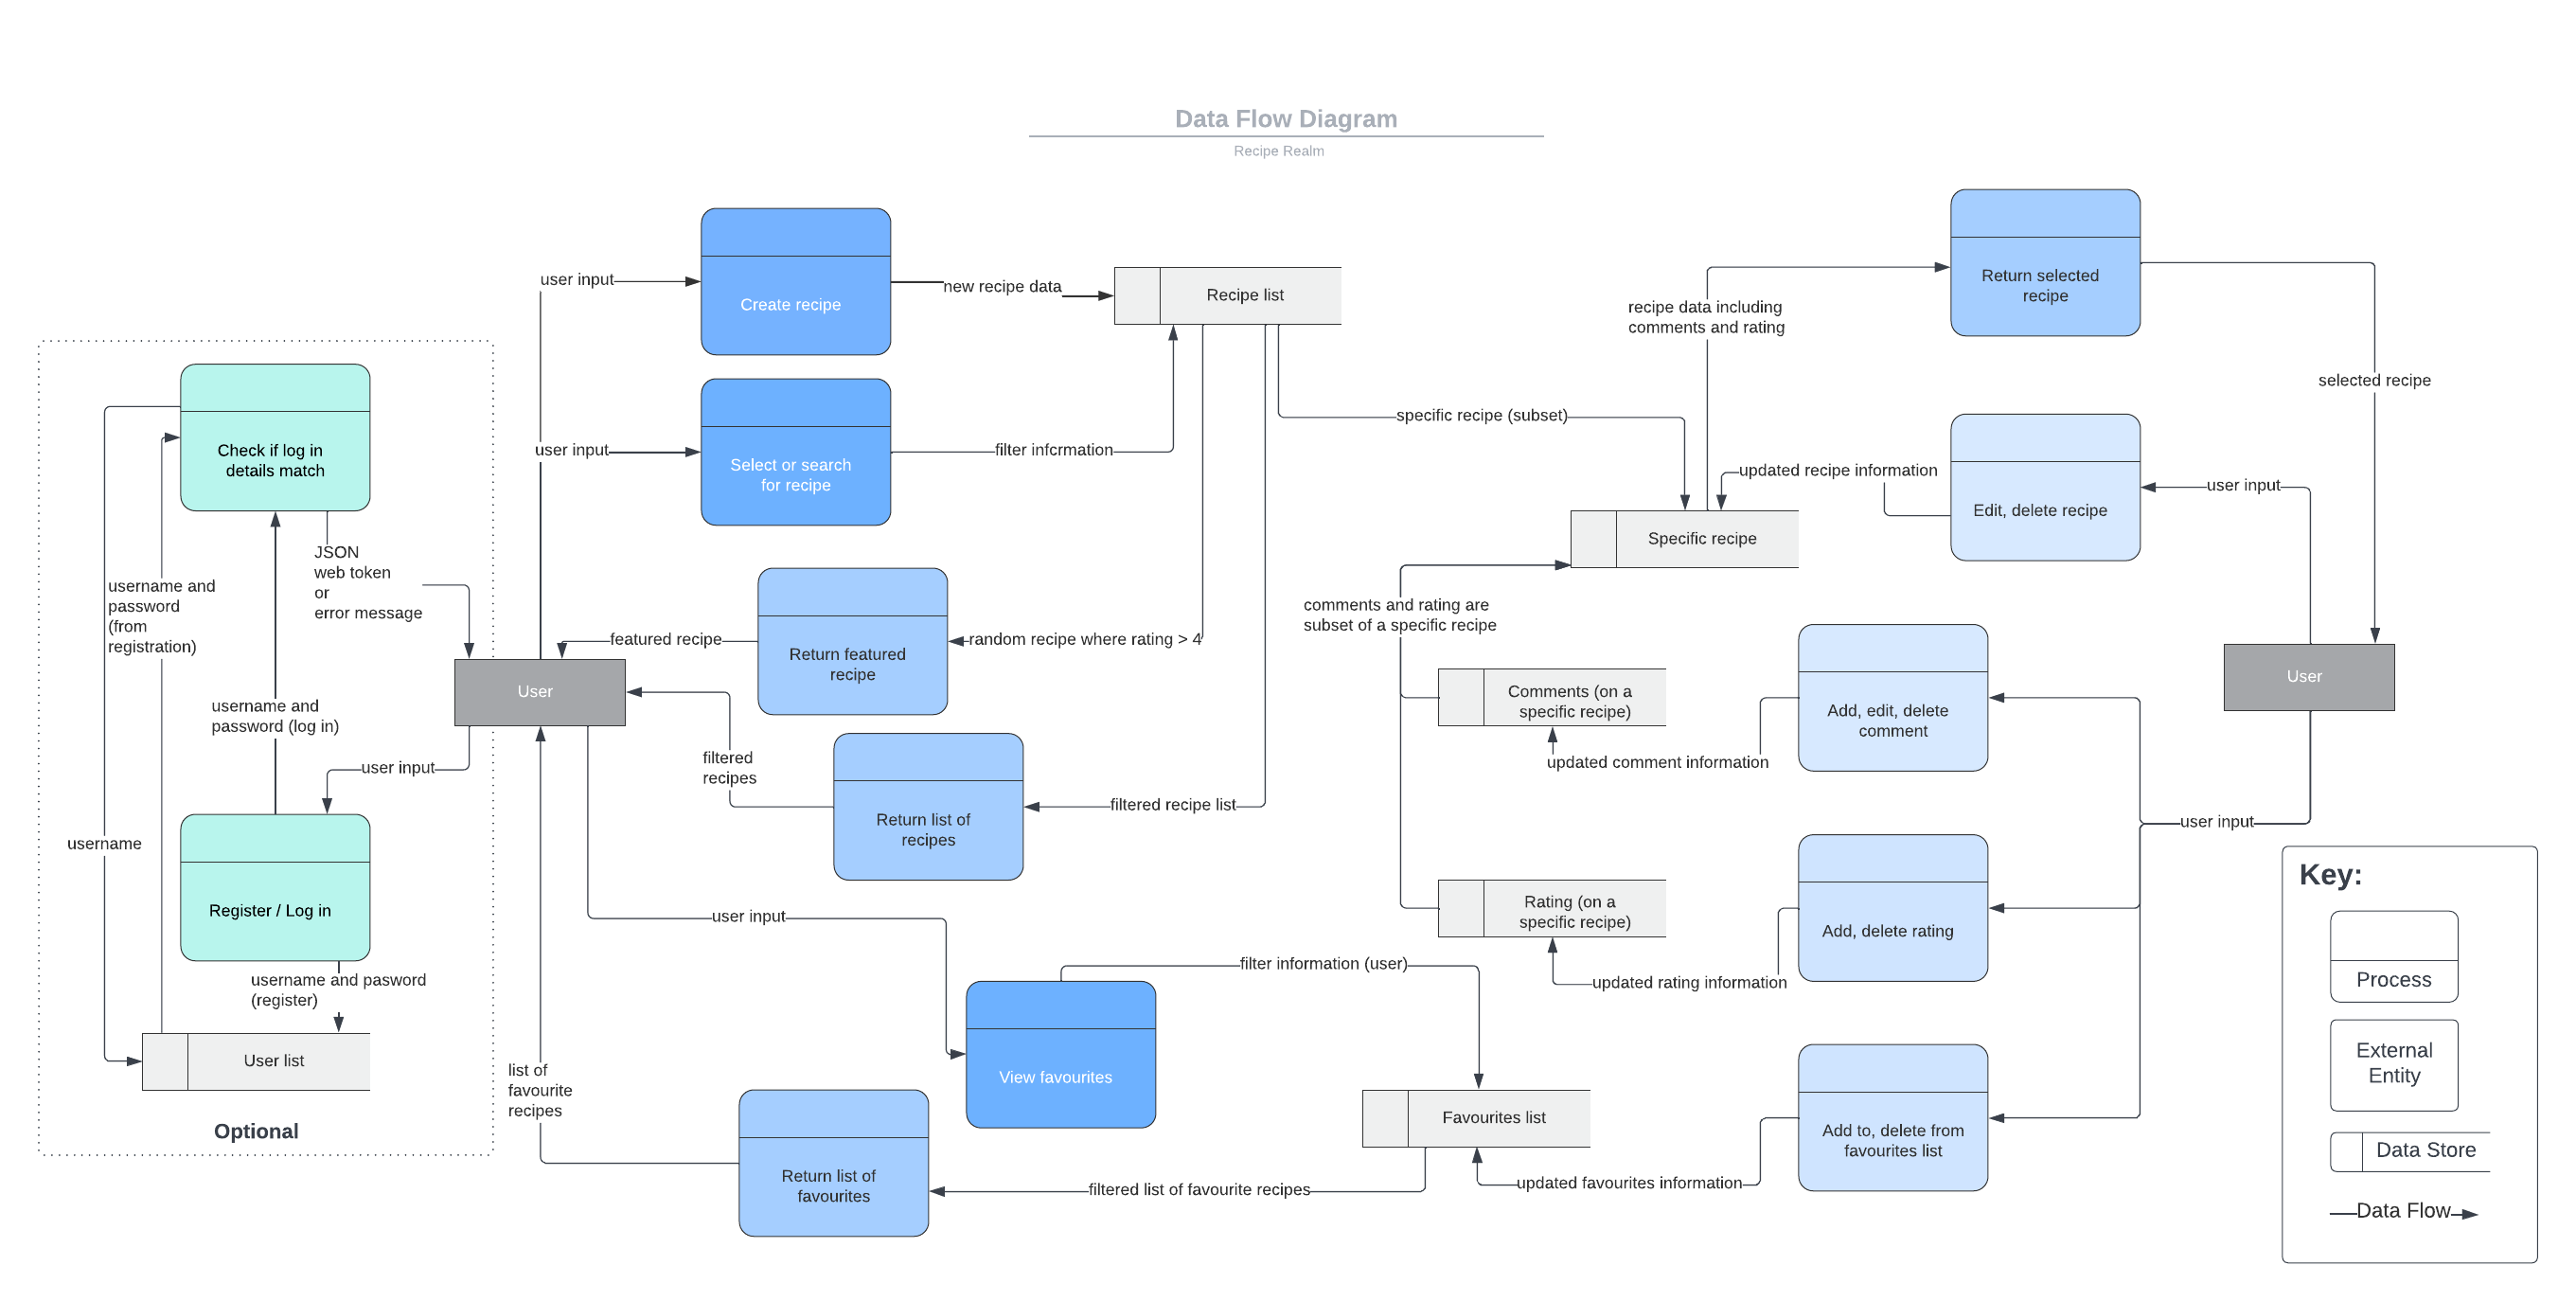 Data Flow Diagram
Recipe Realm
user input
Create recipe
new recipe data
Recipe list
recipe data including
comments and rating
Return selected
recipe
selected recipe
Check if log in
details match
user input
Select or search
for recipe
filter infcrmation
specific recipe (subset)
updated recipe information
Edit, delete recipe
user input
Specific recipe
JSON
web token
or
error message
username and
password
(from
registration)
username and
password (log in)
user input
username
Register / Log in
username and pasword
(register)
User list
Optional
User
featured recipe
Return featured
recipe
random recipe where rating > 4
filtered
recipes
Return list of
recipes
filtered recipe list
user input
View favourites
filter information (user)
list of
favourite
recipes
Return list of
favourites
filtered list of favourite recipes
Favourites list
updated favourites information
comments and rating are
subset of a specific recipe
Comments (on a
specific recipe)
updated comment information
Add, edit, delete
comment
User
user input
Rating (on a
specific recipe)
updated rating information
Add, delete rating
Add to, delete from
favourites list
Key:
Process
External
Entity
Data Store
Data Flow